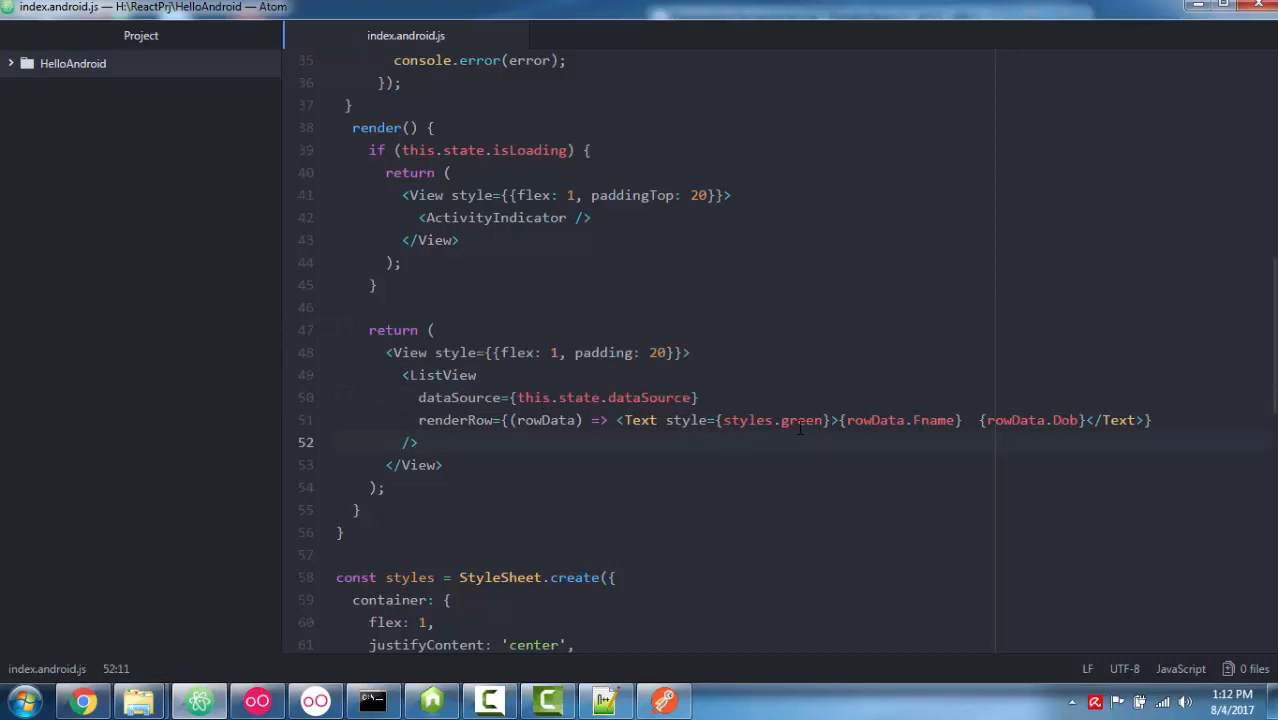 index.android.js — H:\ReactPrj\HelloAndroid — Atom
Project
index.android.js
HelloAndroid
35 console.error(error);
36 });
37 }
38 render() {
39 if (this.state.isLoading) {
40 return (
41 <View style={{flex: 1, paddingTop: 20}}>
42 <ActivityIndicator />
43 </View>
44 );
45 }
46
47 return (
48 <View style={{flex: 1, padding: 20}}>
49 <ListView
50 dataSource={this.state.dataSource}
51 renderRow={(rowData) => <Text style={styles.green}>{rowData.Fname}  {rowData.Dob}</Text>}
52 />
53 </View>
54 );
55 }
56 }
57
58 const styles = StyleSheet.create({
59 container: {
60 flex: 1,
61 justifyContent: 'center',
index.android.js 52:11 LF UTF-8 JavaScript 0 files
1:12 PM
8/4/2017